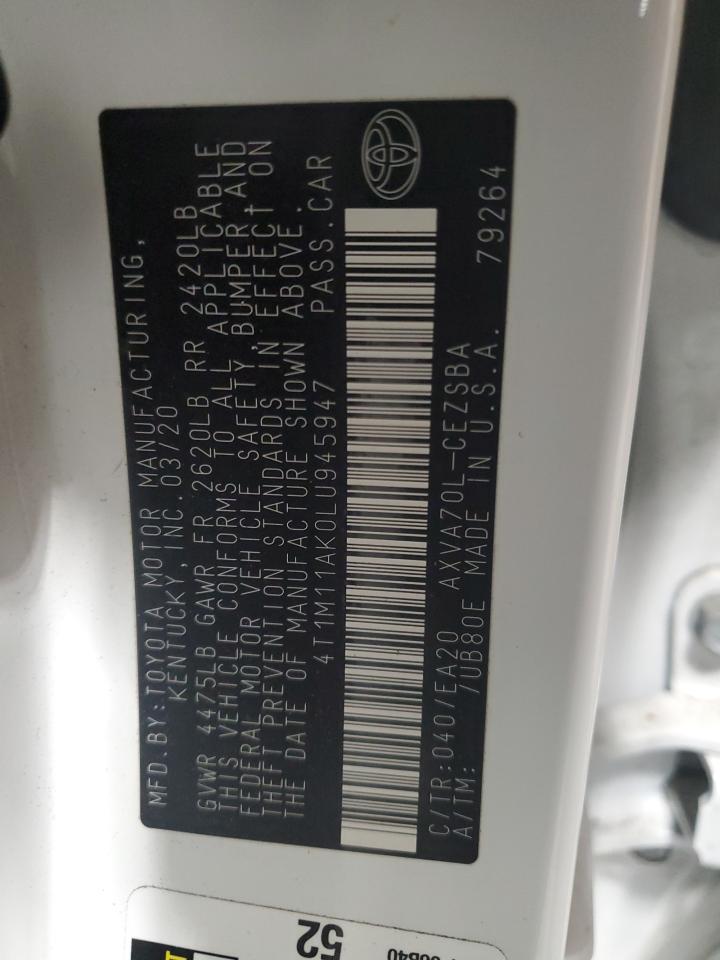 MFD.BY:TOYOTA MOTOR MANUFACTURING,
KENTUCKY,INC.03/20
GVWR 4475LB GAWR FR 2620LB RR 2420LB
THIS VEHICLE CONFORMS TO ALL APPLICABLE
FEDERAL MOTOR VEHICLE SAFETY,BUMPER AND
THEFT PREVENTION STANDARDS IN EFFECT ON
THE DATE OF MANUFACTURE SHOWN ABOVE.
4T1M11AK0LU945947 PASS.CAR
C/TR:040/EA20 AXVA70L-CEZSBA
A/TM: /UB80E MADE IN U.S.A. 79264
52